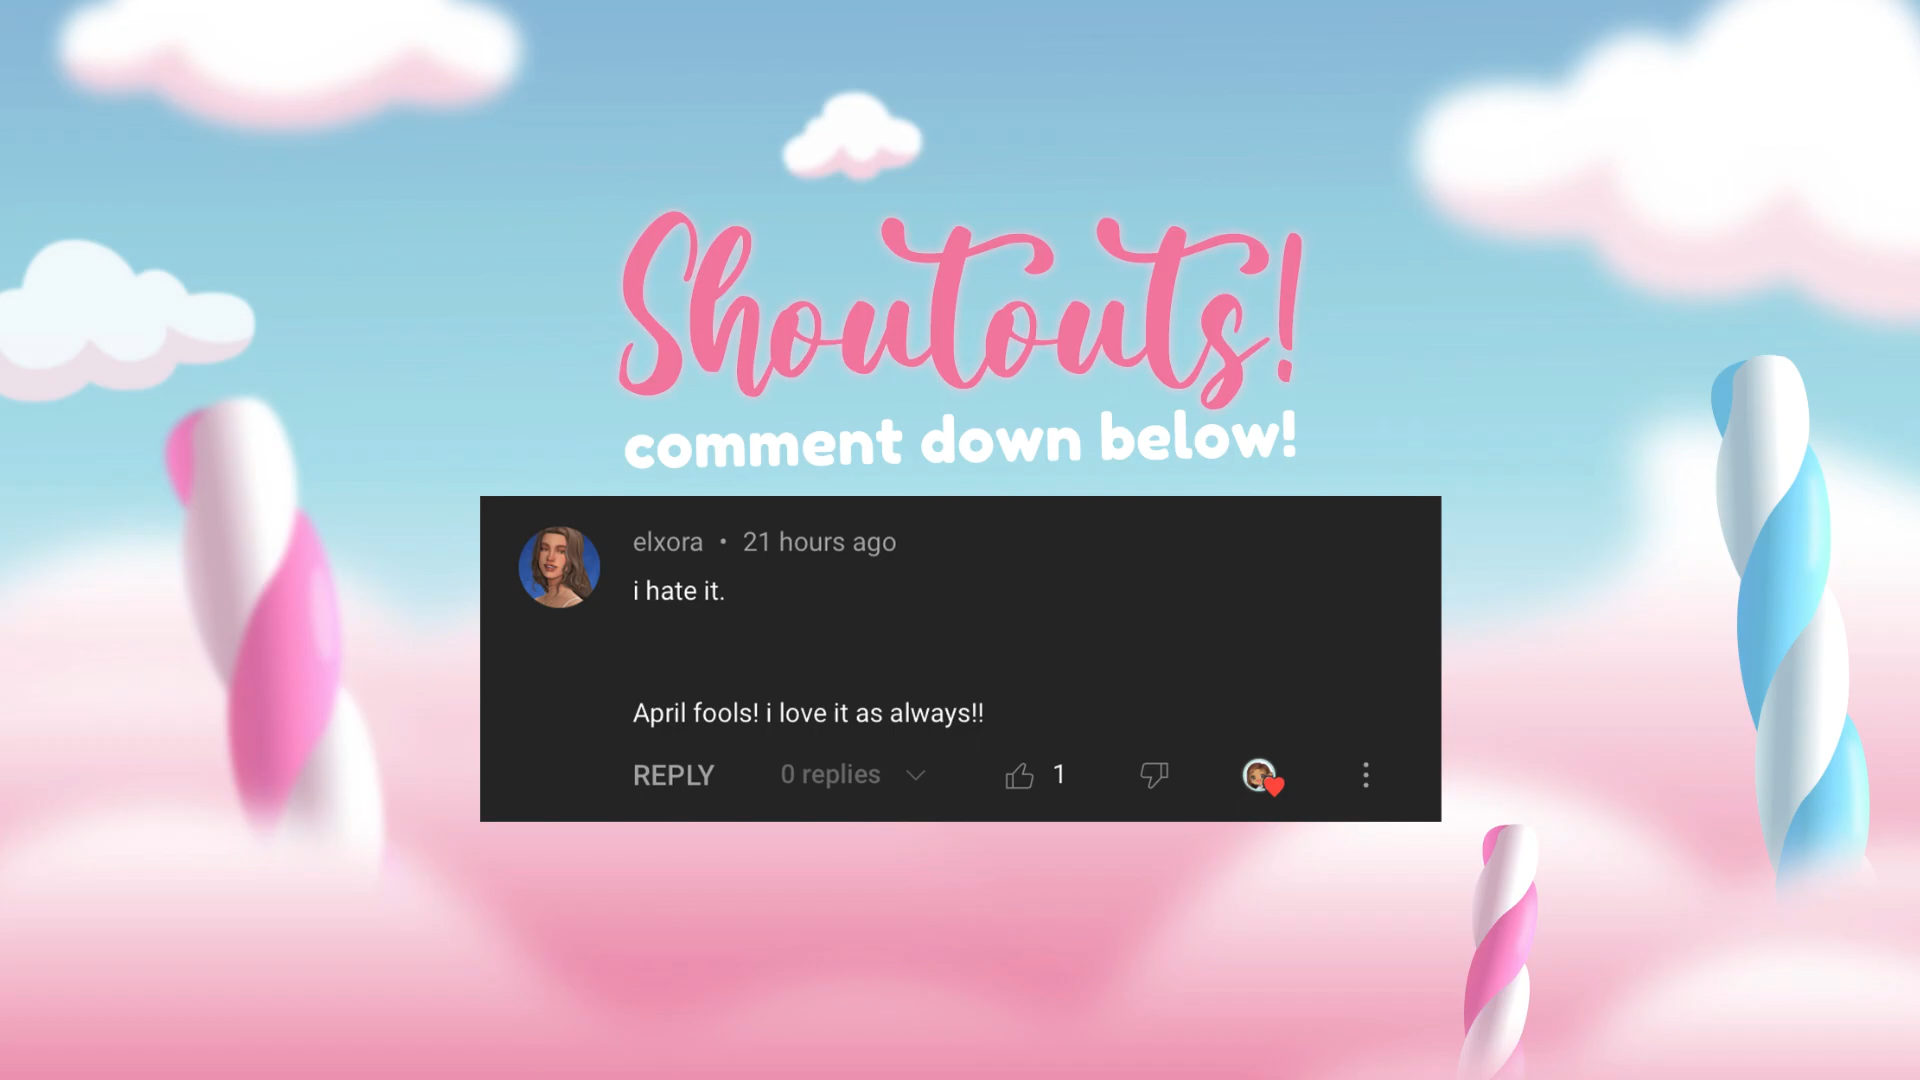 Shoutouts!
comment down below!
elxora • 21 hours ago
i hate it.
April fools! i love it as always!!
REPLY 0 replies 1